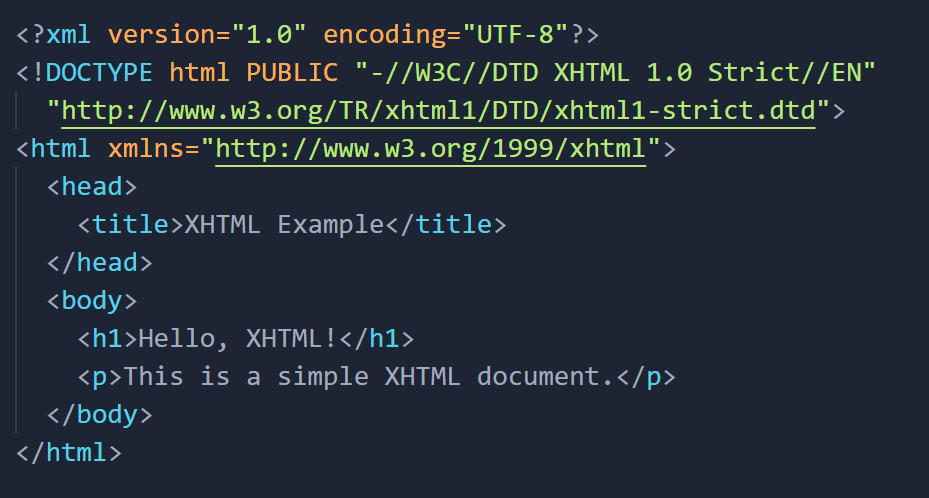 <?xml version="1.0" encoding="UTF-8"?>
<!DOCTYPE html PUBLIC "-//W3C//DTD XHTML 1.0 Strict//EN"
  "http://www.w3.org/TR/xhtml1/DTD/xhtml1-strict.dtd">
<html xmlns="http://www.w3.org/1999/xhtml">
  <head>
    <title>XHTML Example</title>
  </head>
  <body>
    <h1>Hello, XHTML!</h1>
    <p>This is a simple XHTML document.</p>
  </body>
</html>